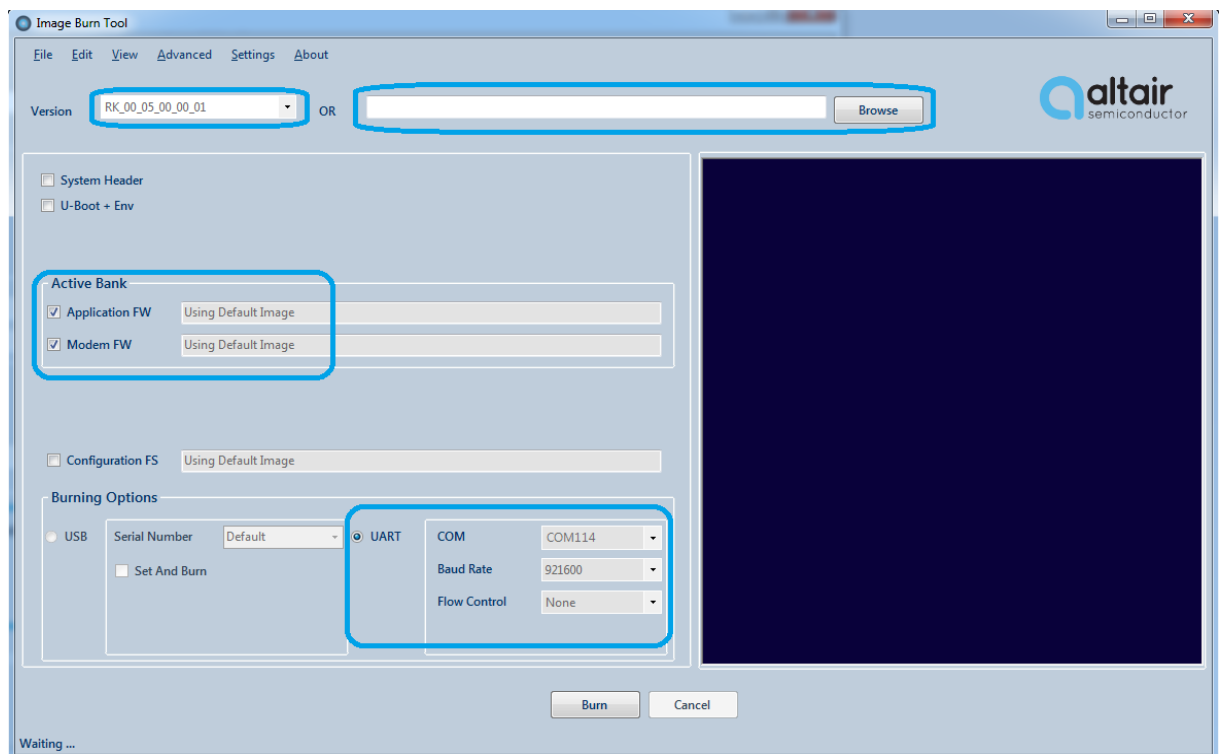 Image Burn Tool
File Edit View Advanced Settings About
Version RK_00_05_00_00_01 OR Browse
altair
semiconductor
System Header
U-Boot + Env
Active Bank
Application FW Using Default Image
Modem FW Using Default Image
Configuration FS Using Default Image
Burning Options
USB Serial Number Default UART COM COM114
Set And Burn Baud Rate 921600
Flow Control None
Burn Cancel
Waiting ...